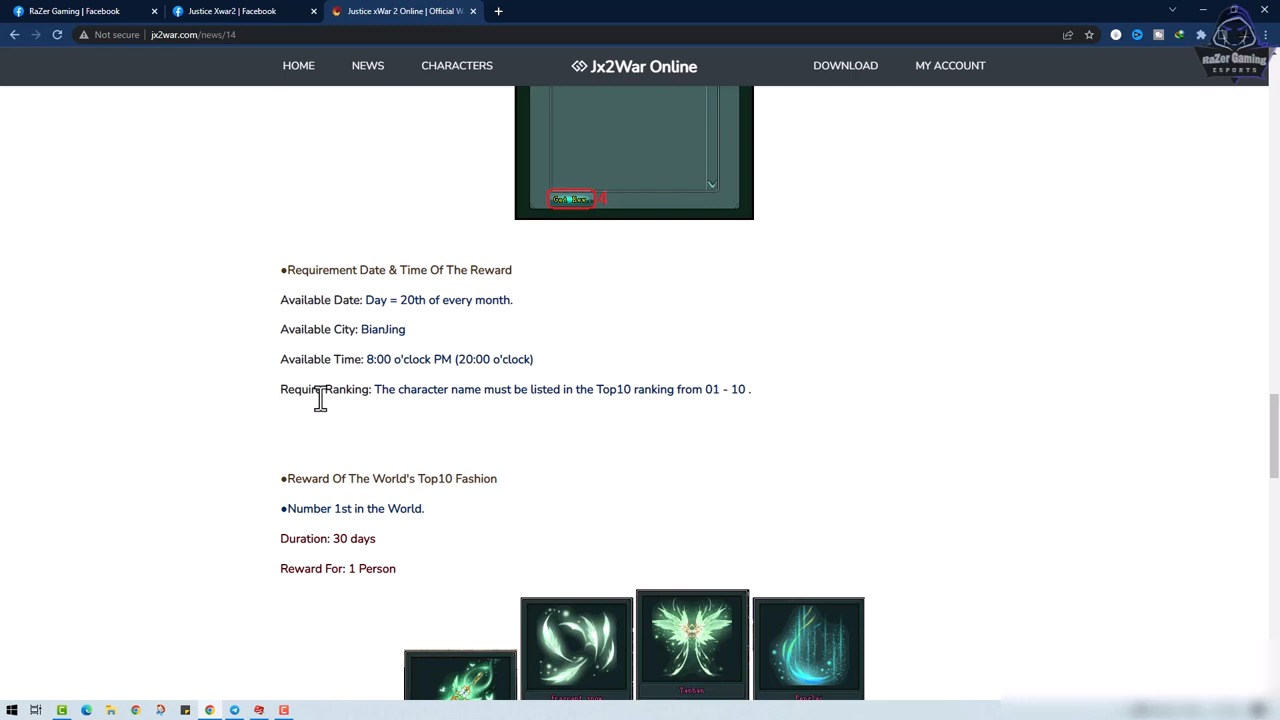 RaZer Gaming | Facebook
Justice Xwar2 | Facebook
Justice xWar 2 Online | Official W
Not secure | jx2war.com/news/14
HOME NEWS CHARACTERS Jx2War Online DOWNLOAD MY ACCOUNT
RaZer Gaming
ESPORTS
4
●Requirement Date & Time Of The Reward
Available Date: Day = 20th of every month.
Available City: BianJing
Available Time: 8:00 o'clock PM (20:00 o'clock)
Require Ranking: The character name must be listed in the Top10 ranking from 01 - 10 .
●Reward Of The World's Top10 Fashion
●Number 1st in the World.
Duration: 30 days
Reward For: 1 Person